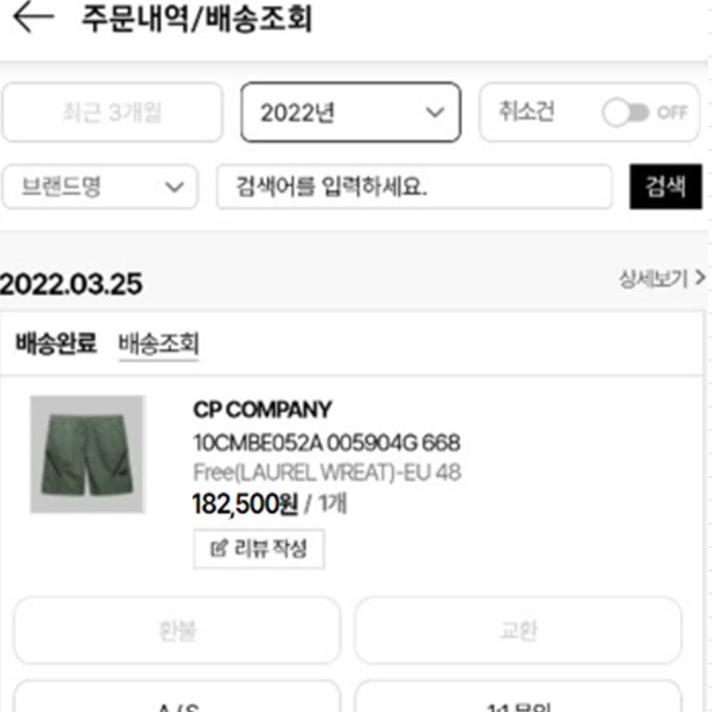 주문내역/배송조회
최근 3개월 2022년 취소건 OFF
브랜드명 검색어를 입력하세요. 검색
2022.03.25 상세보기
배송완료 배송조회
CP COMPANY
10CMBE052A 005904G 668
Free(LAUREL WREAT)-EU 48
182,500원 / 1개
리뷰 작성
환불 교환
A/S 1:1 문의